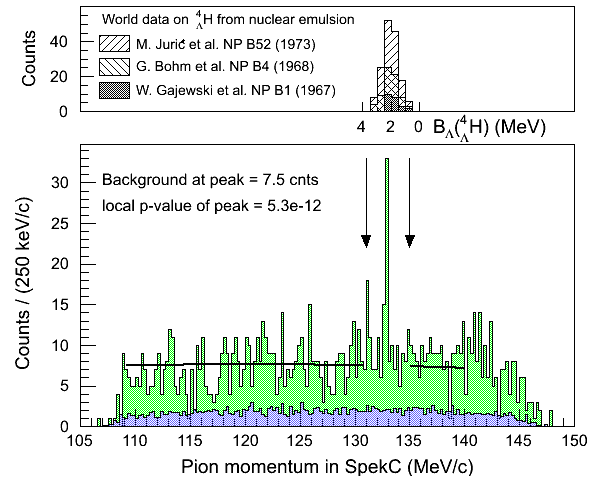 World data on ⁴ΛH from nuclear emulsion
M. Jurić et al. NP B52 (1973)
G. Bohm et al. NP B4 (1968)
W. Gajewski et al. NP B1 (1967)
Counts
40
20
0
4 2 0 BΛ(⁴ΛH) (MeV)
Background at peak = 7.5 cnts
local p-value of peak = 5.3e-12
Counts / (250 keV/c)
30
25
20
15
10
5
0
105 110 115 120 125 130 135 140 145 150
Pion momentum in SpekC (MeV/c)